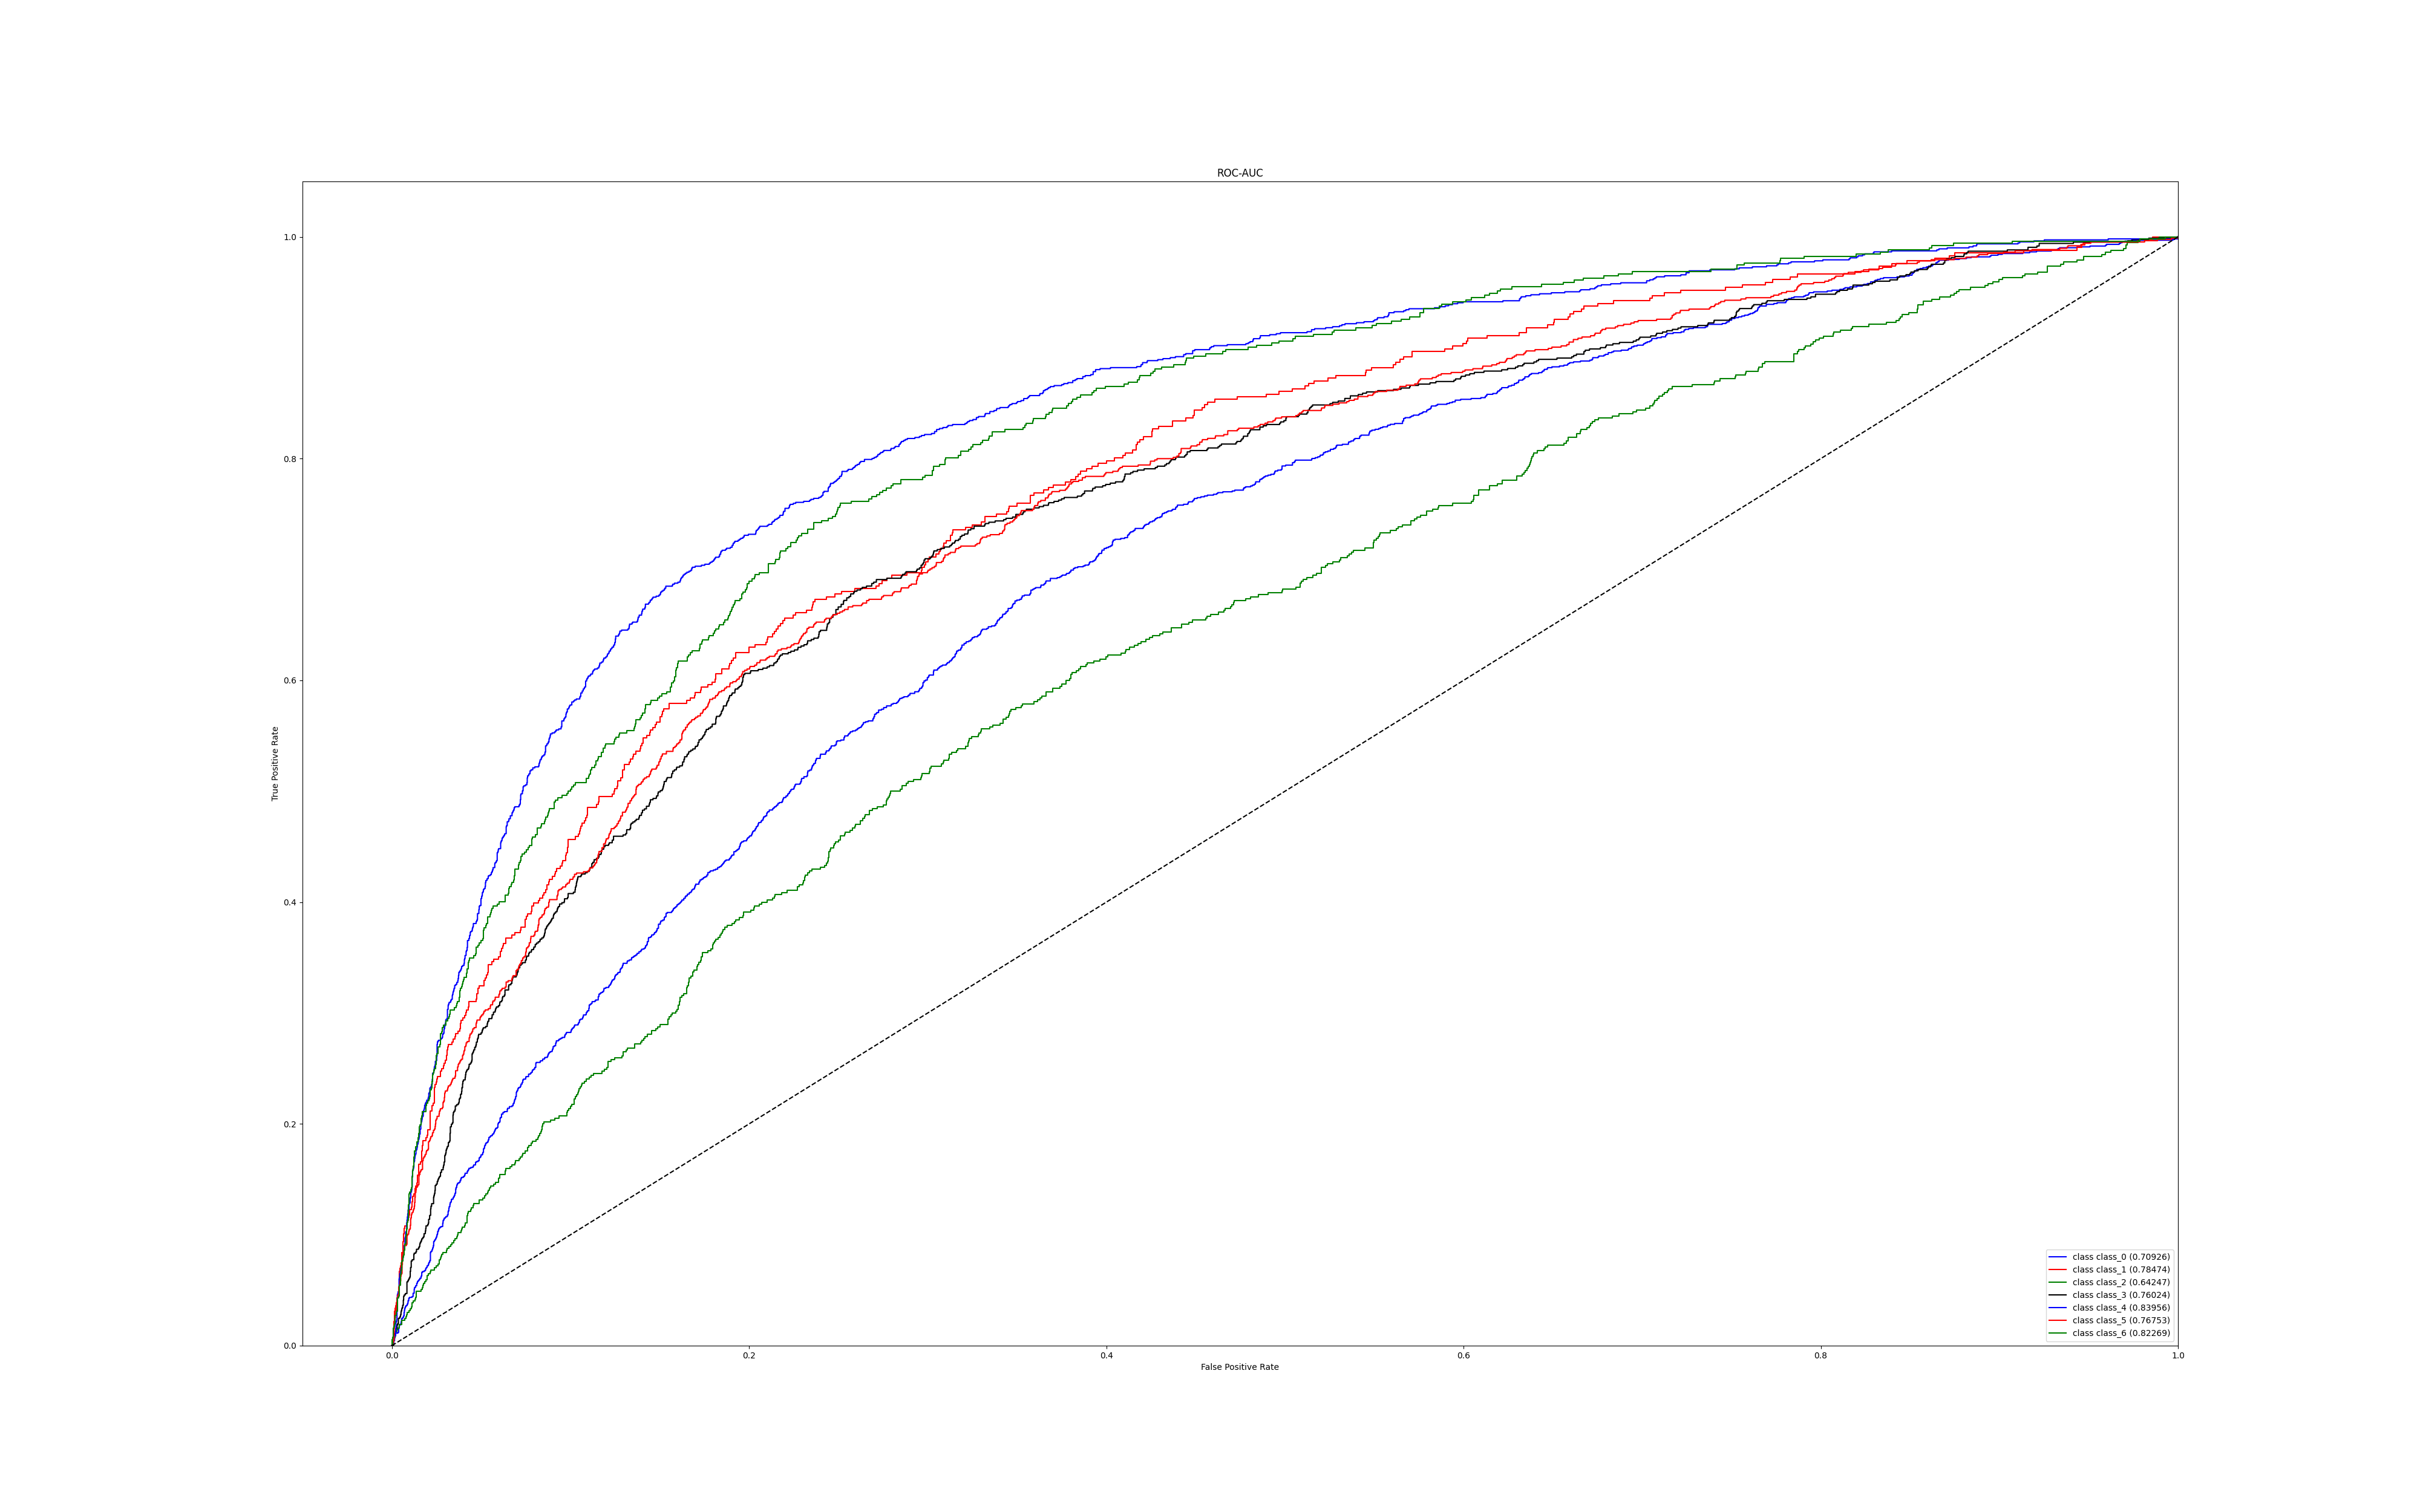 ROC-AUC
1.0
0.8
0.6
0.4
0.2
0.0
True Positive Rate
0.0 0.2 0.4 0.6 0.8 1.0
False Positive Rate
class class_0 (0.70926)
class class_1 (0.78474)
class class_2 (0.64247)
class class_3 (0.76024)
class class_4 (0.83956)
class class_5 (0.76753)
class class_6 (0.82269)